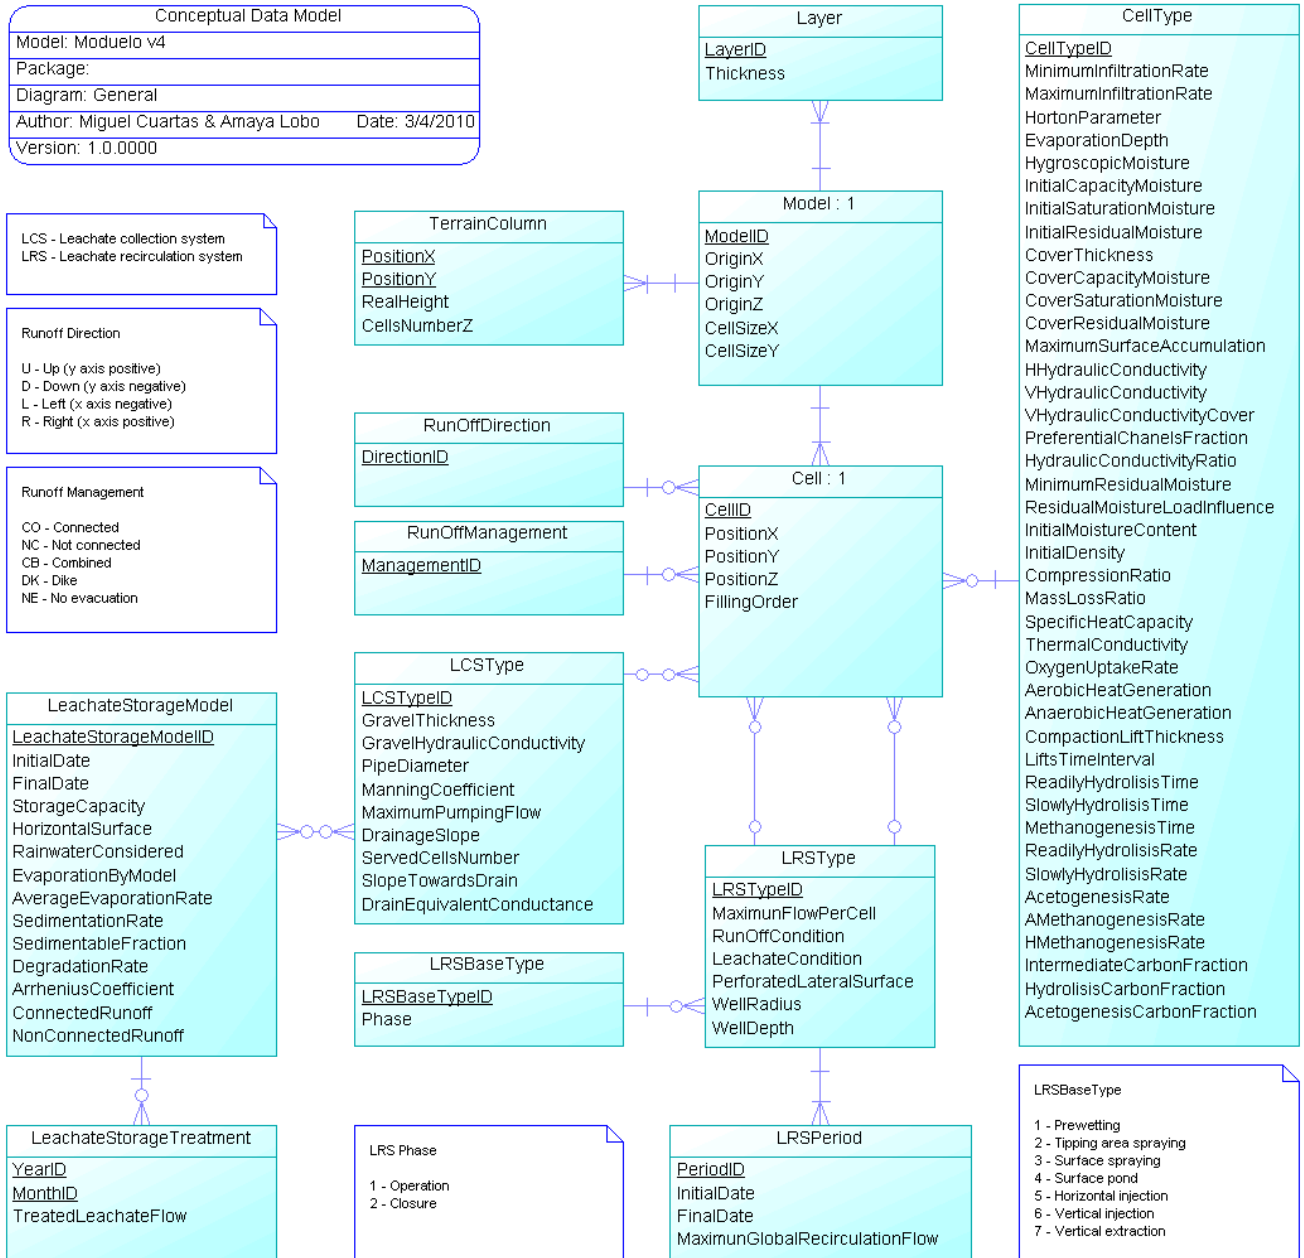 Conceptual Data Model
Model: Moduelo v4
Package:
Diagram: General
Author: Miguel Cuartas & Amaya Lobo Date: 3/4/2010
Version: 1.0.0000
LCS - Leachate collection system
LRS - Leachate recirculation system
Runoff Direction
U - Up (y axis positive)
D - Down (y axis negative)
L - Left (x axis negative)
R - Right (x axis positive)
Runoff Management
CO - Connected
NC - Not connected
CB - Combined
DK - Dike
NE - No evacuation
LeachateStorageModel
LeachateStorageModelID
InitialDate
FinalDate
StorageCapacity
HorizontalSurface
RainwaterConsidered
EvaporationByModel
AverageEvaporationRate
SedimentationRate
SedimentableFraction
DegradationRate
ArrheniusCoefficient
ConnectedRunoff
NonConnectedRunoff
LeachateStorageTreatment
YearID
MonthID
TreatedLeachateFlow
TerrainColumn
PositionX
PositionY
RealHeight
CellsNumberZ
RunOffDirection
DirectionID
RunOffManagement
ManagementID
LCSType
LCSTypeID
GravelThickness
GravelHydraulicConductivity
PipeDiameter
ManningCoefficient
MaximumPumpingFlow
DrainageSlope
ServedCellsNumber
SlopeTowardsDrain
DrainEquivalentConductance
LRSBaseType
LRSBaseTypeID
Phase
LRS Phase
1 - Operation
2 - Closure
Layer
LayerID
Thickness
Model : 1
ModelID
OriginX
OriginY
OriginZ
CellSizeX
CellSizeY
Cell : 1
CellID
PositionX
PositionY
PositionZ
FillingOrder
LRSType
LRSTypeID
MaximunFlowPerCell
RunOffCondition
LeachateCondition
PerforatedLateralSurface
WellRadius
WellDepth
LRSPeriod
PeriodID
InitialDate
FinalDate
MaximunGlobalRecirculationFlow
CellType
CellTypeID
MinimumInfiltrationRate
MaximumInfiltrationRate
HortonParameter
EvaporationDepth
HygroscopicMoisture
InitialCapacityMoisture
InitialSaturationMoisture
InitialResidualMoisture
CoverThickness
CoverCapacityMoisture
CoverSaturationMoisture
CoverResidualMoisture
MaximumSurfaceAccumulation
HHydraulicConductivity
VHydraulicConductivity
VHydraulicConductivityCover
PreferentialChanelsFraction
HydraulicConductivityRatio
MinimumResidualMoisture
ResidualMoistureLoadInfluence
InitialMoistureContent
InitialDensity
CompressionRatio
MassLossRatio
SpecificHeatCapacity
ThermalConductivity
OxygenUptakeRate
AerobicHeatGeneration
AnaerobicHeatGeneration
CompactionLiftThickness
LiftsTimeInterval
ReadilyHydrolisisTime
SlowlyHydrolisisTime
MethanogenesisTime
ReadilyHydrolisisRate
SlowlyHydrolisisRate
AcetogenesisRate
AMethanogenesisRate
HMethanogenesisRate
IntermediateCarbonFraction
HydrolisisCarbonFraction
AcetogenesisCarbonFraction
LRSBaseType
1 - Prewetting
2 - Tipping area spraying
3 - Surface spraying
4 - Surface pond
5 - Horizontal injection
6 - Vertical injection
7 - Vertical extraction